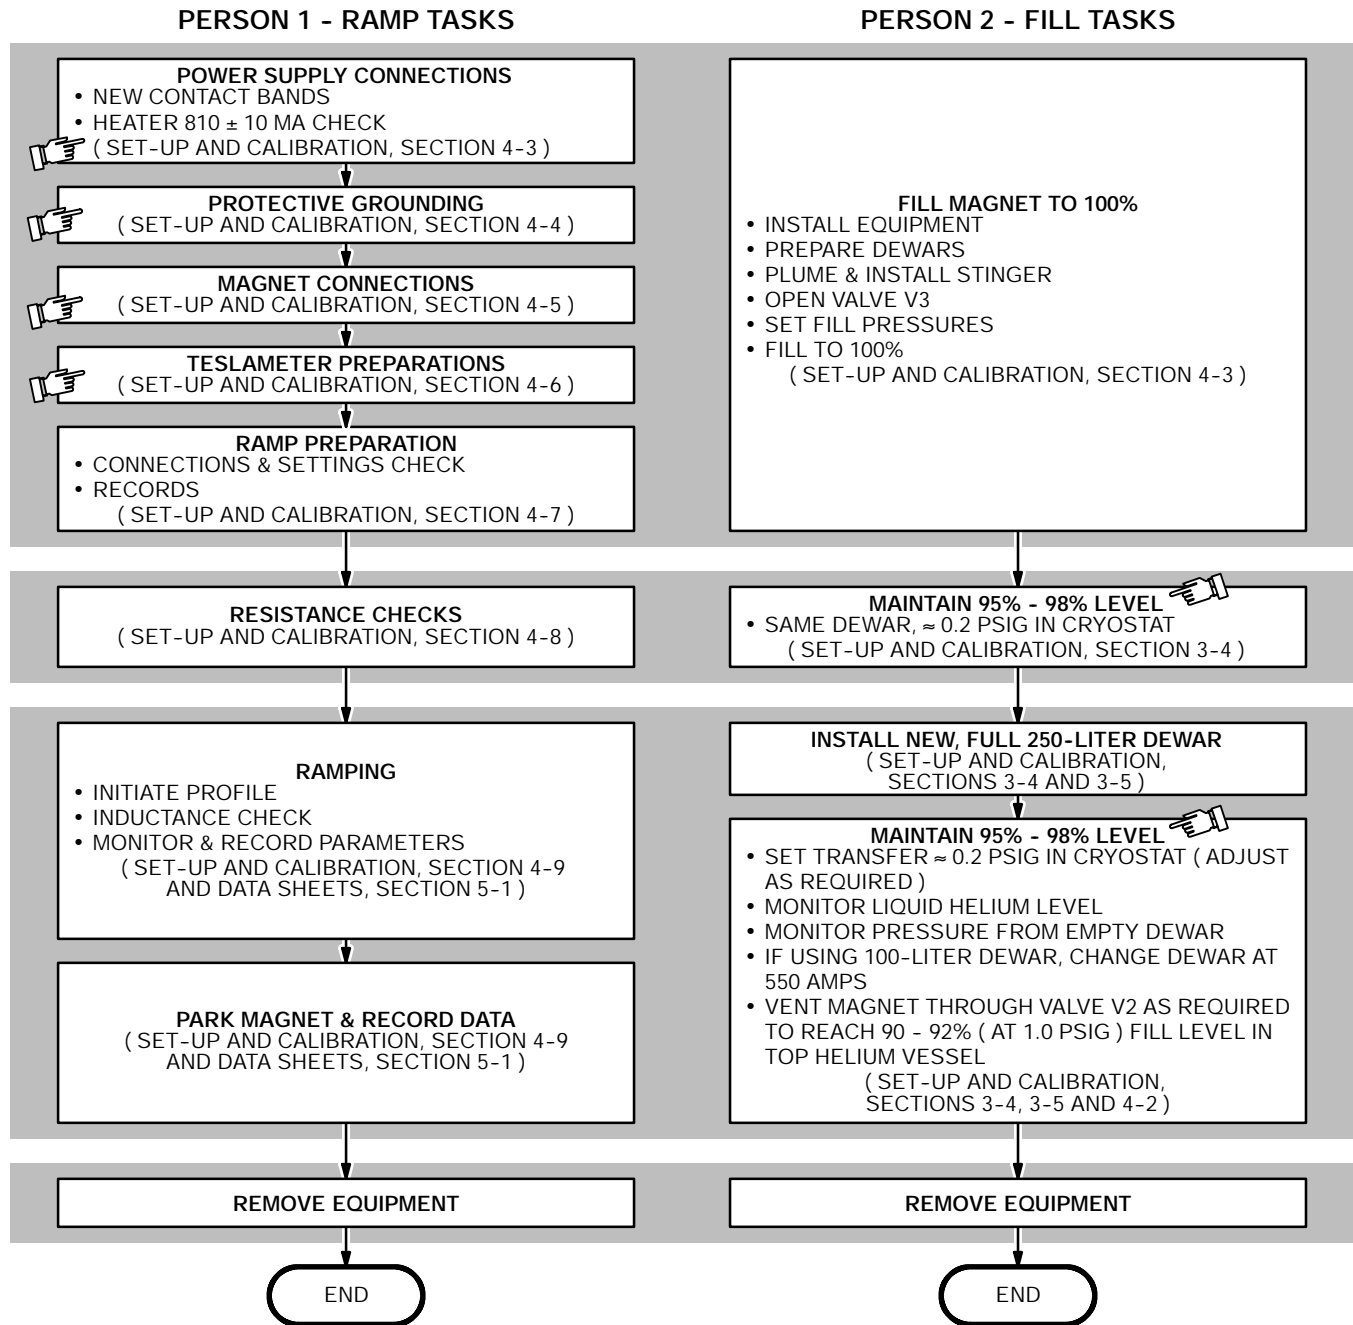 PERSON 1 - RAMP TASKS
POWER SUPPLY CONNECTIONS
• NEW CONTACT BANDS
• HEATER 810 ± 10 MA CHECK
( SET-UP AND CALIBRATION, SECTION 4-3 )
PROTECTIVE GROUNDING
( SET-UP AND CALIBRATION, SECTION 4-4 )
MAGNET CONNECTIONS
( SET-UP AND CALIBRATION, SECTION 4-5 )
TESLAMETER PREPARATIONS
( SET-UP AND CALIBRATION, SECTION 4-6 )
RAMP PREPARATION
• CONNECTIONS & SETTINGS CHECK
• RECORDS
( SET-UP AND CALIBRATION, SECTION 4-7 )
RESISTANCE CHECKS
( SET-UP AND CALIBRATION, SECTION 4-8 )
RAMPING
• INITIATE PROFILE
• INDUCTANCE CHECK
• MONITOR & RECORD PARAMETERS
( SET-UP AND CALIBRATION, SECTION 4-9
AND DATA SHEETS, SECTION 5-1 )
PARK MAGNET & RECORD DATA
( SET-UP AND CALIBRATION, SECTION 4-9
AND DATA SHEETS, SECTION 5-1 )
REMOVE EQUIPMENT
END
PERSON 2 - FILL TASKS
FILL MAGNET TO 100%
• INSTALL EQUIPMENT
• PREPARE DEWARS
• PLUME & INSTALL STINGER
• OPEN VALVE V3
• SET FILL PRESSURES
• FILL TO 100%
( SET-UP AND CALIBRATION, SECTION 4-3 )
MAINTAIN 95% - 98% LEVEL
• SAME DEWAR, ≈ 0.2 PSIG IN CRYOSTAT
( SET-UP AND CALIBRATION, SECTION 3-4 )
INSTALL NEW, FULL 250-LITER DEWAR
( SET-UP AND CALIBRATION,
SECTIONS 3-4 AND 3-5 )
MAINTAIN 95% - 98% LEVEL
• SET TRANSFER ≈ 0.2 PSIG IN CRYOSTAT ( ADJUST
AS REQUIRED )
• MONITOR LIQUID HELIUM LEVEL
• MONITOR PRESSURE FROM EMPTY DEWAR
• IF USING 100-LITER DEWAR, CHANGE DEWAR AT
550 AMPS
• VENT MAGNET THROUGH VALVE V2 AS REQUIRED
TO REACH 90 - 92% ( AT 1.0 PSIG ) FILL LEVEL IN
TOP HELIUM VESSEL
( SET-UP AND CALIBRATION,
SECTIONS 3-4, 3-5 AND 4-2 )
REMOVE EQUIPMENT
END